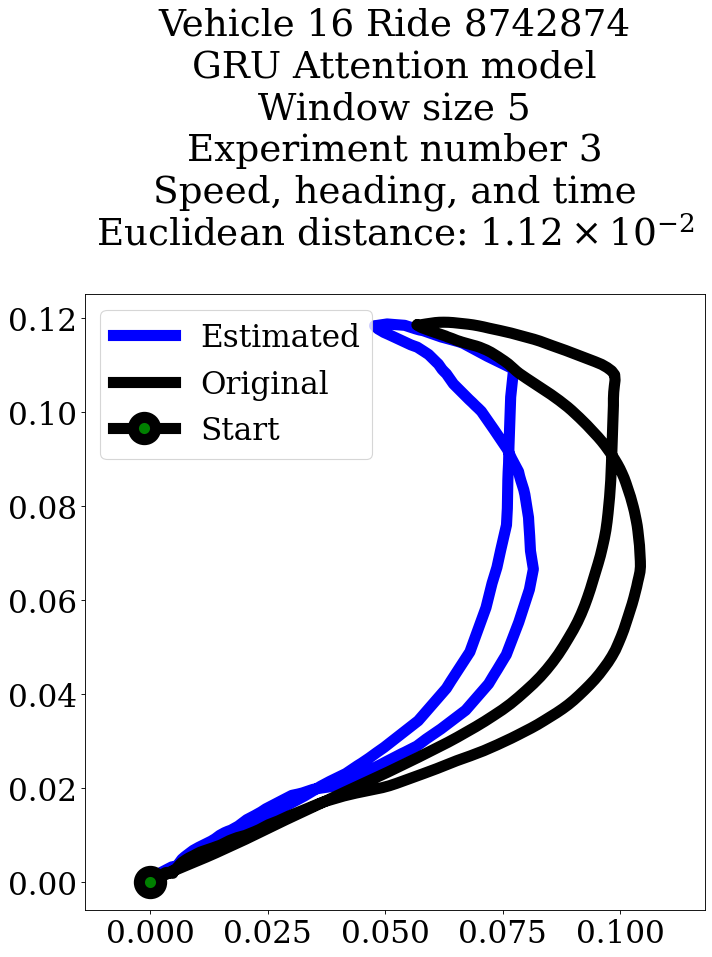 Vehicle 16 Ride 8742874
GRU Attention model
Window size 5
Experiment number 3
Speed, heading, and time
Euclidean distance: 1.12 × 10⁻²
0.12
0.10
0.08
0.06
0.04
0.02
0.00
Estimated
Original
Start
0.000 0.025 0.050 0.075 0.100